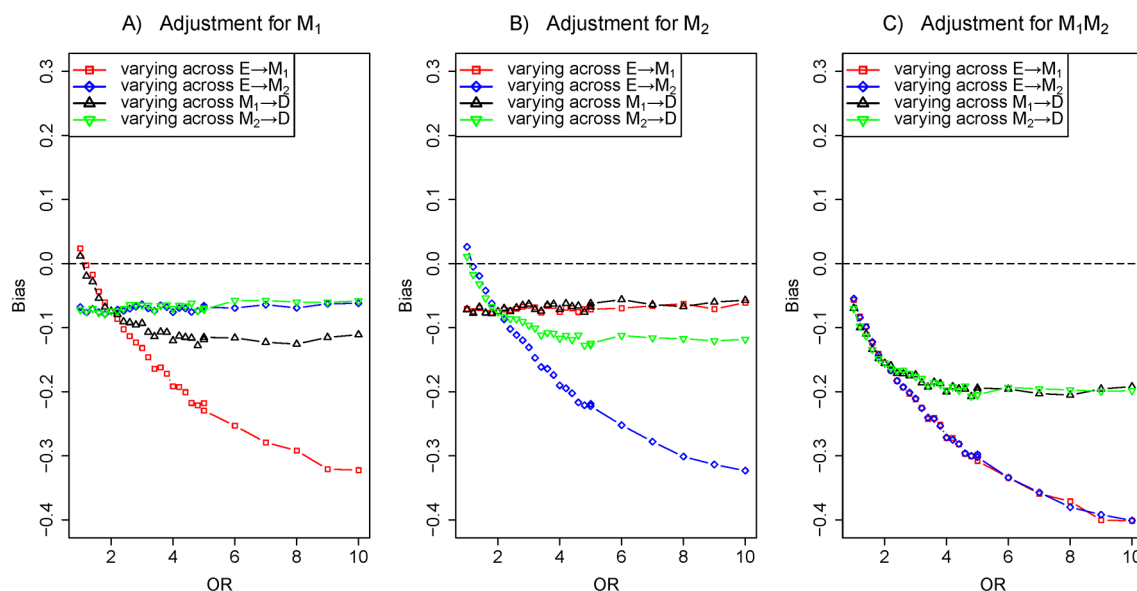 A) Adjustment for M1
B) Adjustment for M2
C) Adjustment for M1M2
varying across E→M1
varying across E→M2
varying across M1→D
varying across M2→D
varying across E→M1
varying across E→M2
varying across M1→D
varying across M2→D
varying across E→M1
varying across E→M2
varying across M1→D
varying across M2→D
Bias
0.3
0.2
0.1
0.0
−0.1
−0.2
−0.3
−0.4
2 4 6 8 10
OR
Bias
0.3
0.2
0.1
0.0
−0.1
−0.2
−0.3
−0.4
2 4 6 8 10
OR
Bias
0.3
0.2
0.1
0.0
−0.1
−0.2
−0.3
−0.4
2 4 6 8 10
OR